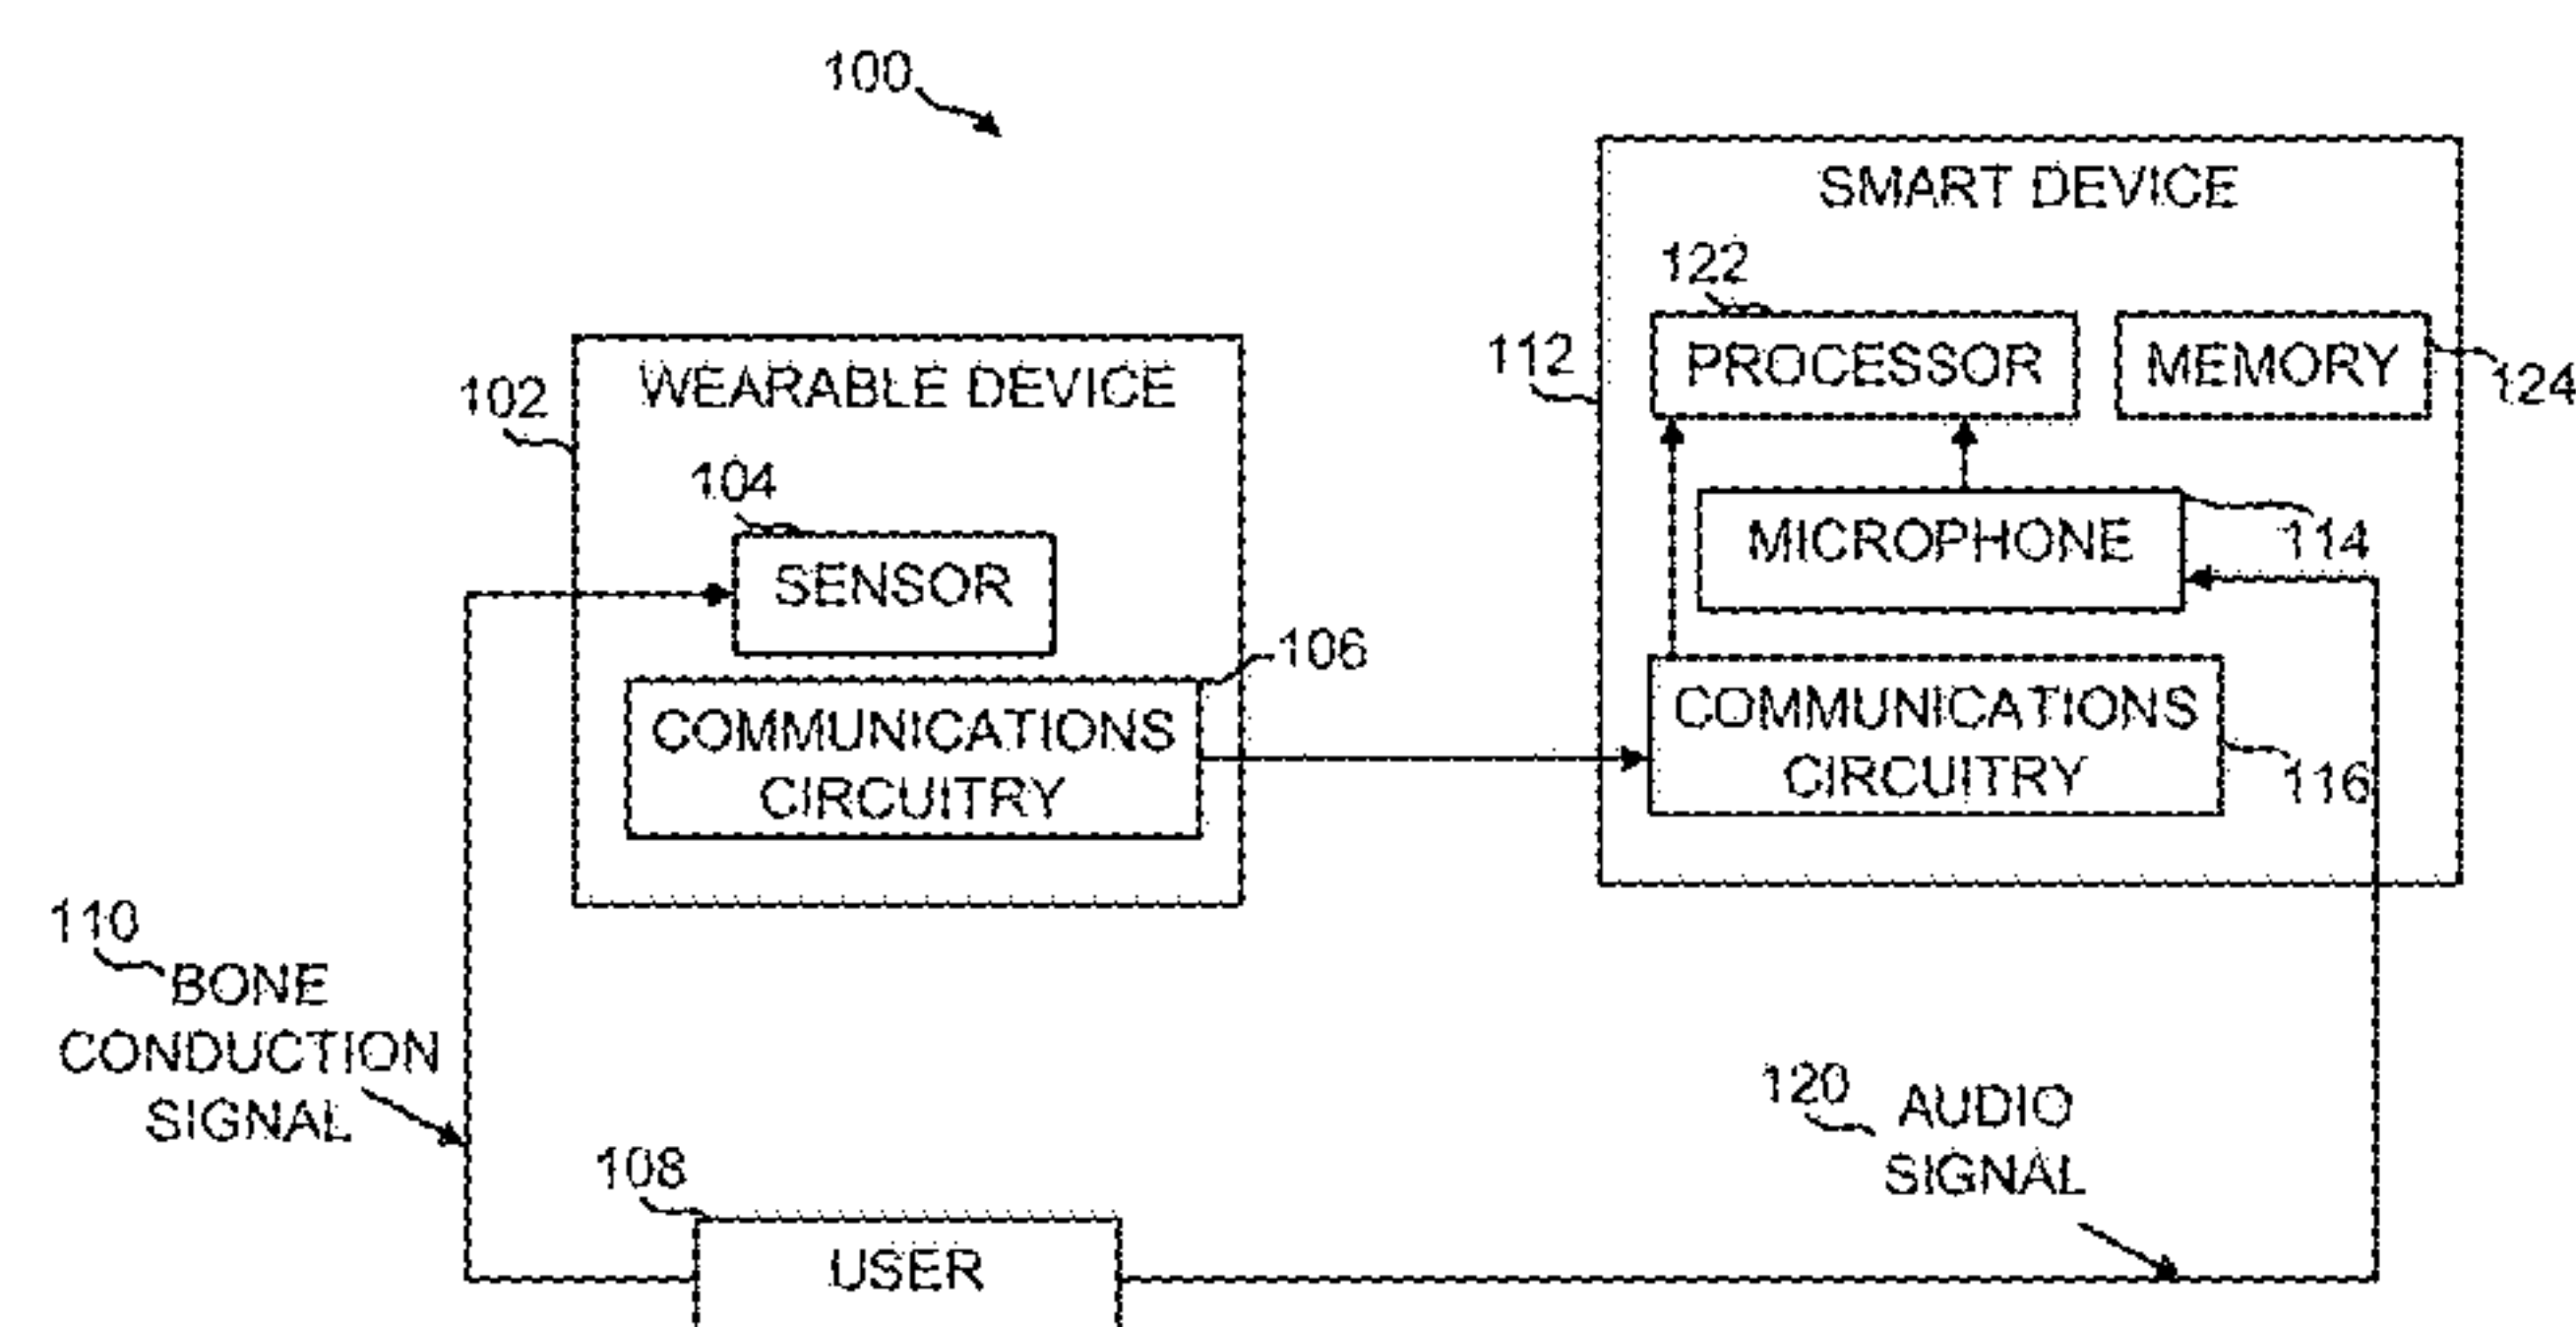 100
SMART DEVICE
122
112
PROCESSOR
MEMORY
124
102
WEARABLE DEVICE
104
SENSOR
MICROPHONE
114
106
COMMUNICATIONS
CIRCUITRY
COMMUNICATIONS
CIRCUITRY
116
110
BONE
CONDUCTION
SIGNAL
108
USER
120
AUDIO
SIGNAL